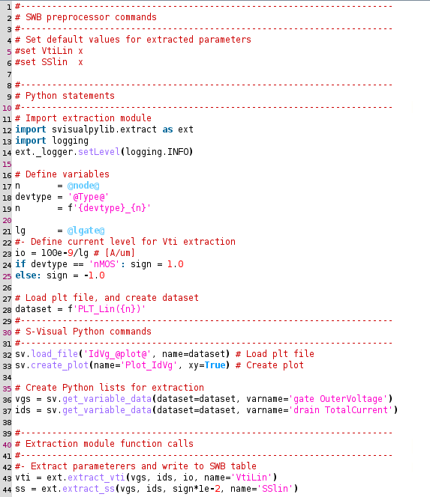 1 #------------------------------------------------------------
2 # SWB preprocessor commands
3 #------------------------------------------------------------
4 # Set default values for extracted parameters
5 #set VtiLin x
6 #set SSlin  x
7
8 #------------------------------------------------------------
9 # Python statements
10 #------------------------------------------------------------
11 # Import extraction module
12 import svisualpylib.extract as ext
13 import logging
14 ext._logger.setLevel(logging.INFO)
15
16 # Define variables
17 n       = @node@
18 devtype = '@Type@'
19 n       = f'{devtype}_{n}'
20
21 lg      = @lgate@
22 #- Define current level for Vti extraction
23 io = 100e-9/lg # [A/um]
24 if devtype == 'nMOS': sign = 1.0
25 else: sign = -1.0
26
27 # Load plt file, and create dataset
28 dataset = f'PLT_Lin({n})'
29 #------------------------------------------------------------
30 # S-Visual Python commands
31 #------------------------------------------------------------
32 sv.load_file('IdVg_@plot@', name=dataset) # Load plt file
33 sv.create_plot(name='Plot_IdVg', xy=True) # Create plot
34
35 # Create Python lists for extraction
36 vgs = sv.get_variable_data(dataset=dataset, varname='gate OuterVoltage')
37 ids = sv.get_variable_data(dataset=dataset, varname='drain TotalCurrent')
38
39 #------------------------------------------------------------
40 # Extraction module function calls
41 #------------------------------------------------------------
42 #- Extract parameterers and write to SWB table
43 vti = ext.extract_vti(vgs, ids, io, name='VtiLin')
44 ss = ext.extract_ss(vgs, ids, sign*1e-2, name='SSlin')